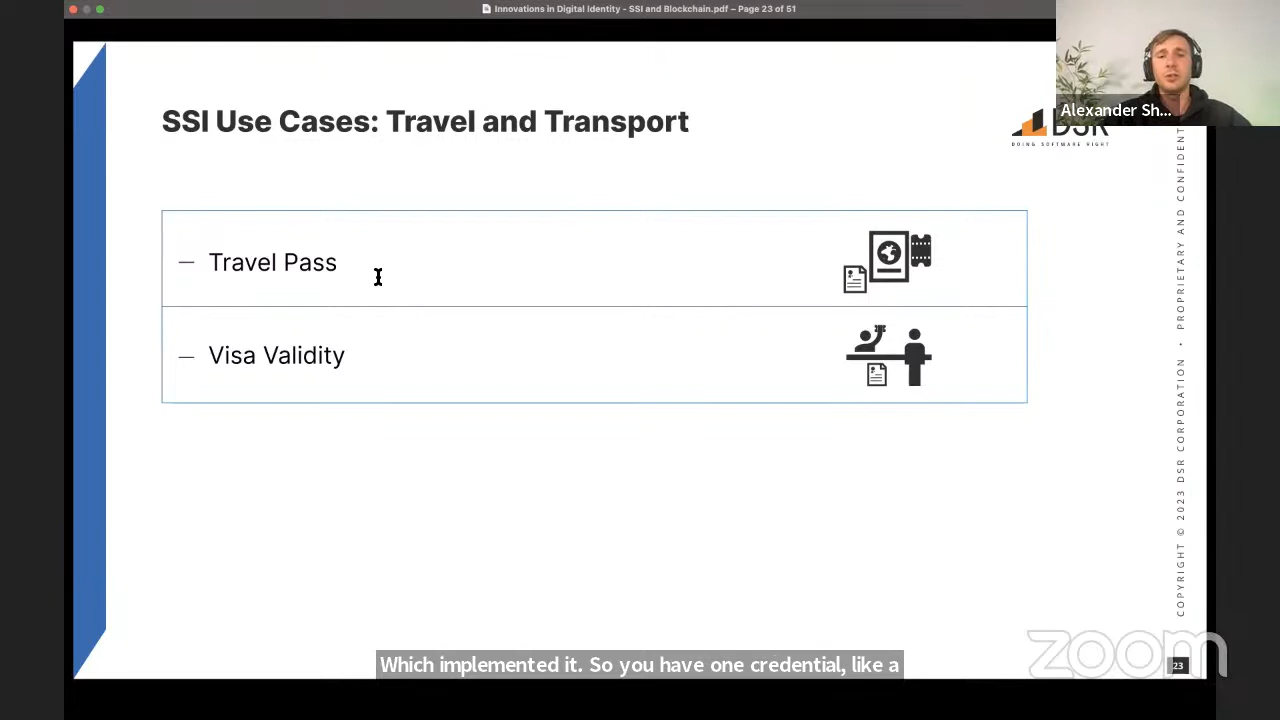 Innovations in Digital Identity - SSI and Blockchain.pdf – Page 23 of 51
Alexander Sh...
SSI Use Cases: Travel and Transport
DSR
DOING SOFTWARE RIGHT
— Travel Pass
— Visa Validity
COPYRIGHT © 2023 DSR CORPORATION • PROPRIETARY AND CONFIDENT
Which implemented it. So you have one credential, like a
zoom
23